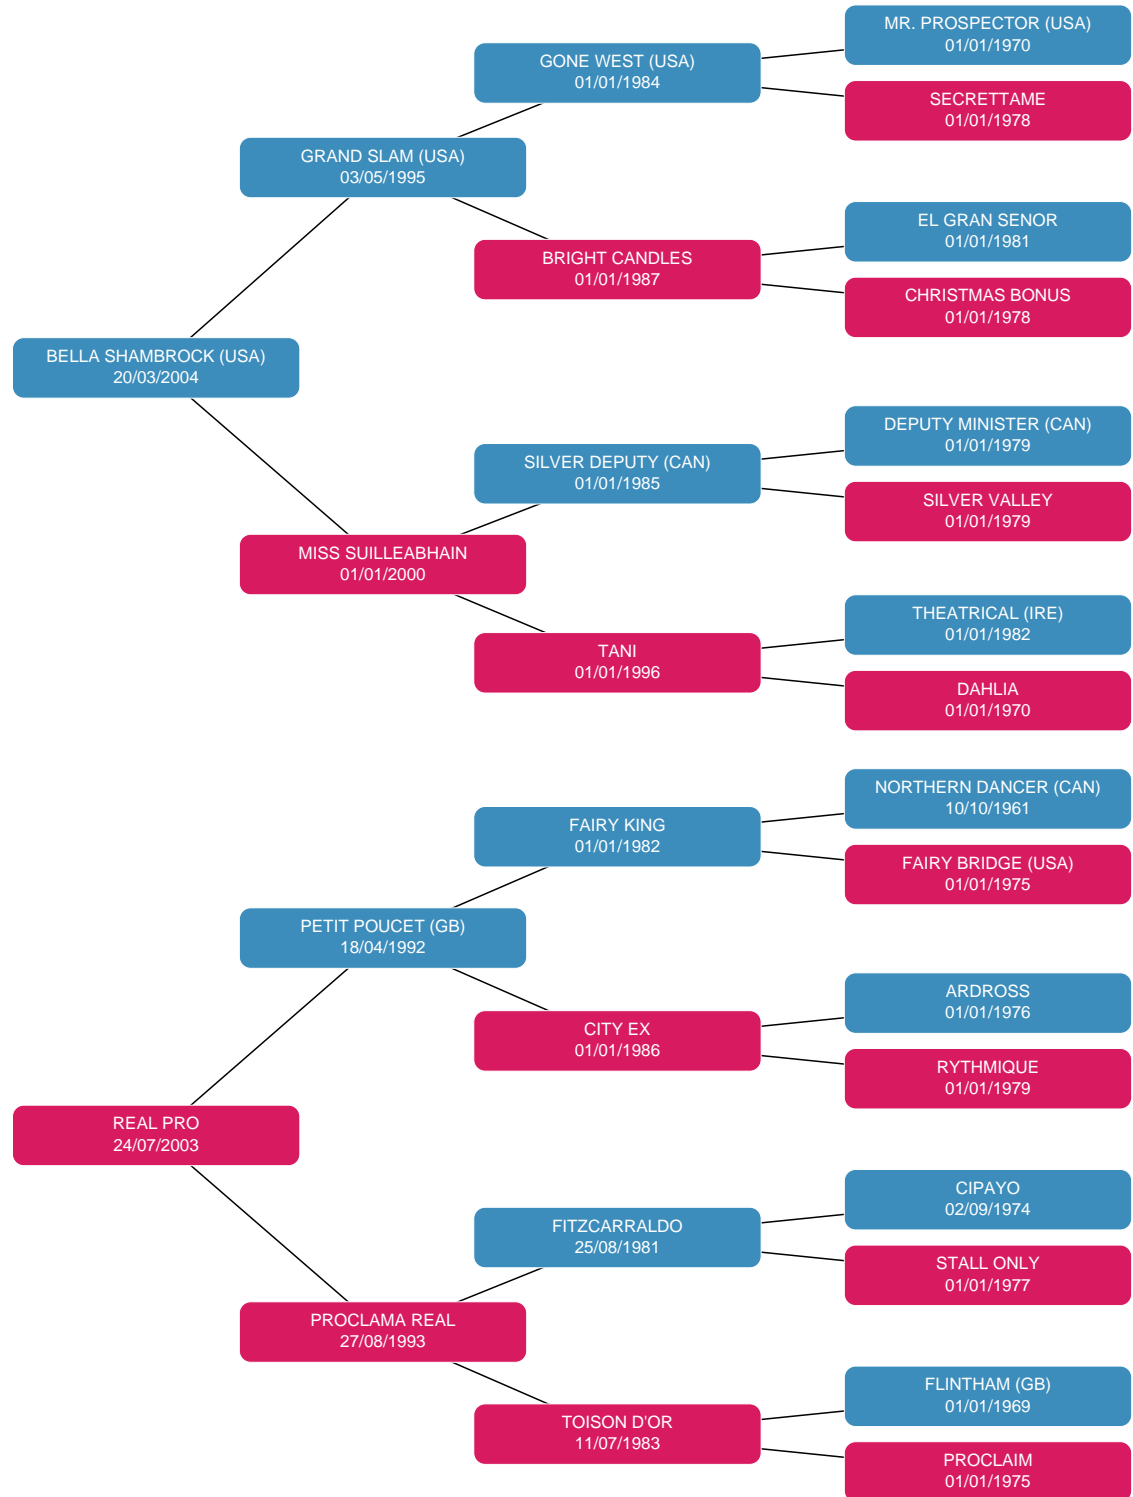 MR. PROSPECTOR (USA)
01/01/1970
GONE WEST (USA)
01/01/1984
SECRETTAME
01/01/1978
GRAND SLAM (USA)
03/05/1995
EL GRAN SENOR
01/01/1981
BRIGHT CANDLES
01/01/1987
CHRISTMAS BONUS
01/01/1978
BELLA SHAMBROCK (USA)
20/03/2004
DEPUTY MINISTER (CAN)
01/01/1979
SILVER DEPUTY (CAN)
01/01/1985
SILVER VALLEY
01/01/1979
MISS SUILLEABHAIN
01/01/2000
THEATRICAL (IRE)
01/01/1982
TANI
01/01/1996
DAHLIA
01/01/1970
NORTHERN DANCER (CAN)
10/10/1961
FAIRY KING
01/01/1982
FAIRY BRIDGE (USA)
01/01/1975
PETIT POUCET (GB)
18/04/1992
ARDROSS
01/01/1976
CITY EX
01/01/1986
RYTHMIQUE
01/01/1979
REAL PRO
24/07/2003
CIPAYO
02/09/1974
FITZCARRALDO
25/08/1981
STALL ONLY
01/01/1977
PROCLAMA REAL
27/08/1993
FLINTHAM (GB)
01/01/1969
TOISON D'OR
11/07/1983
PROCLAIM
01/01/1975